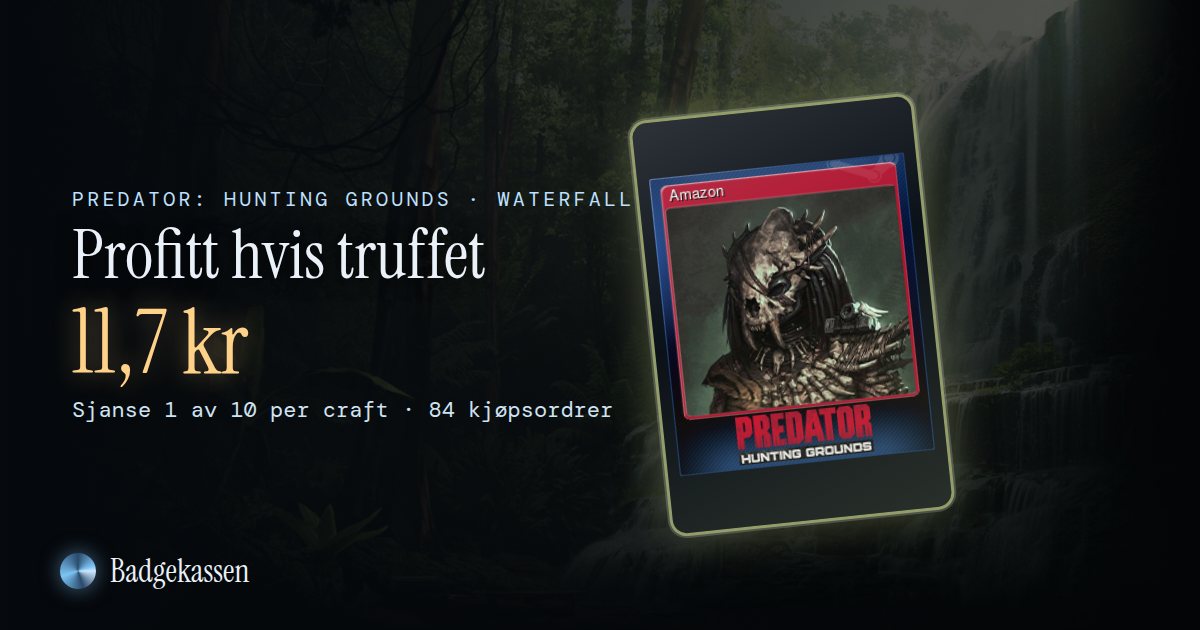 PREDATOR: HUNTING GROUNDS · WATERFALL
Profitt hvis truffet
11,7 kr
Sjanse 1 av 10 per craft · 84 kjøpsordrer
Amazon
PREDATOR
HUNTING GROUNDS
Badgekassen